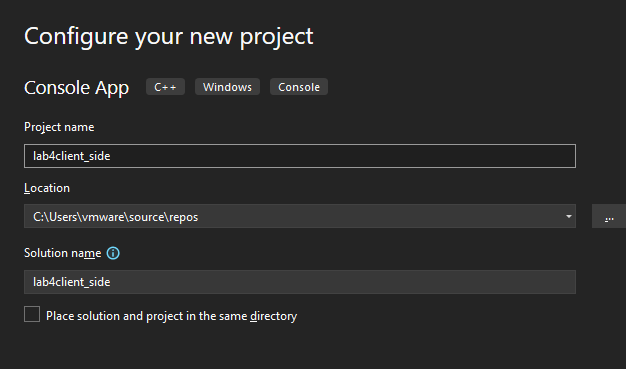 Configure your new project
Console App C++ Windows Console
Project name
lab4client_side
Location
C:\Users\vmware\source\repos
...
Solution name
lab4client_side
Place solution and project in the same directory